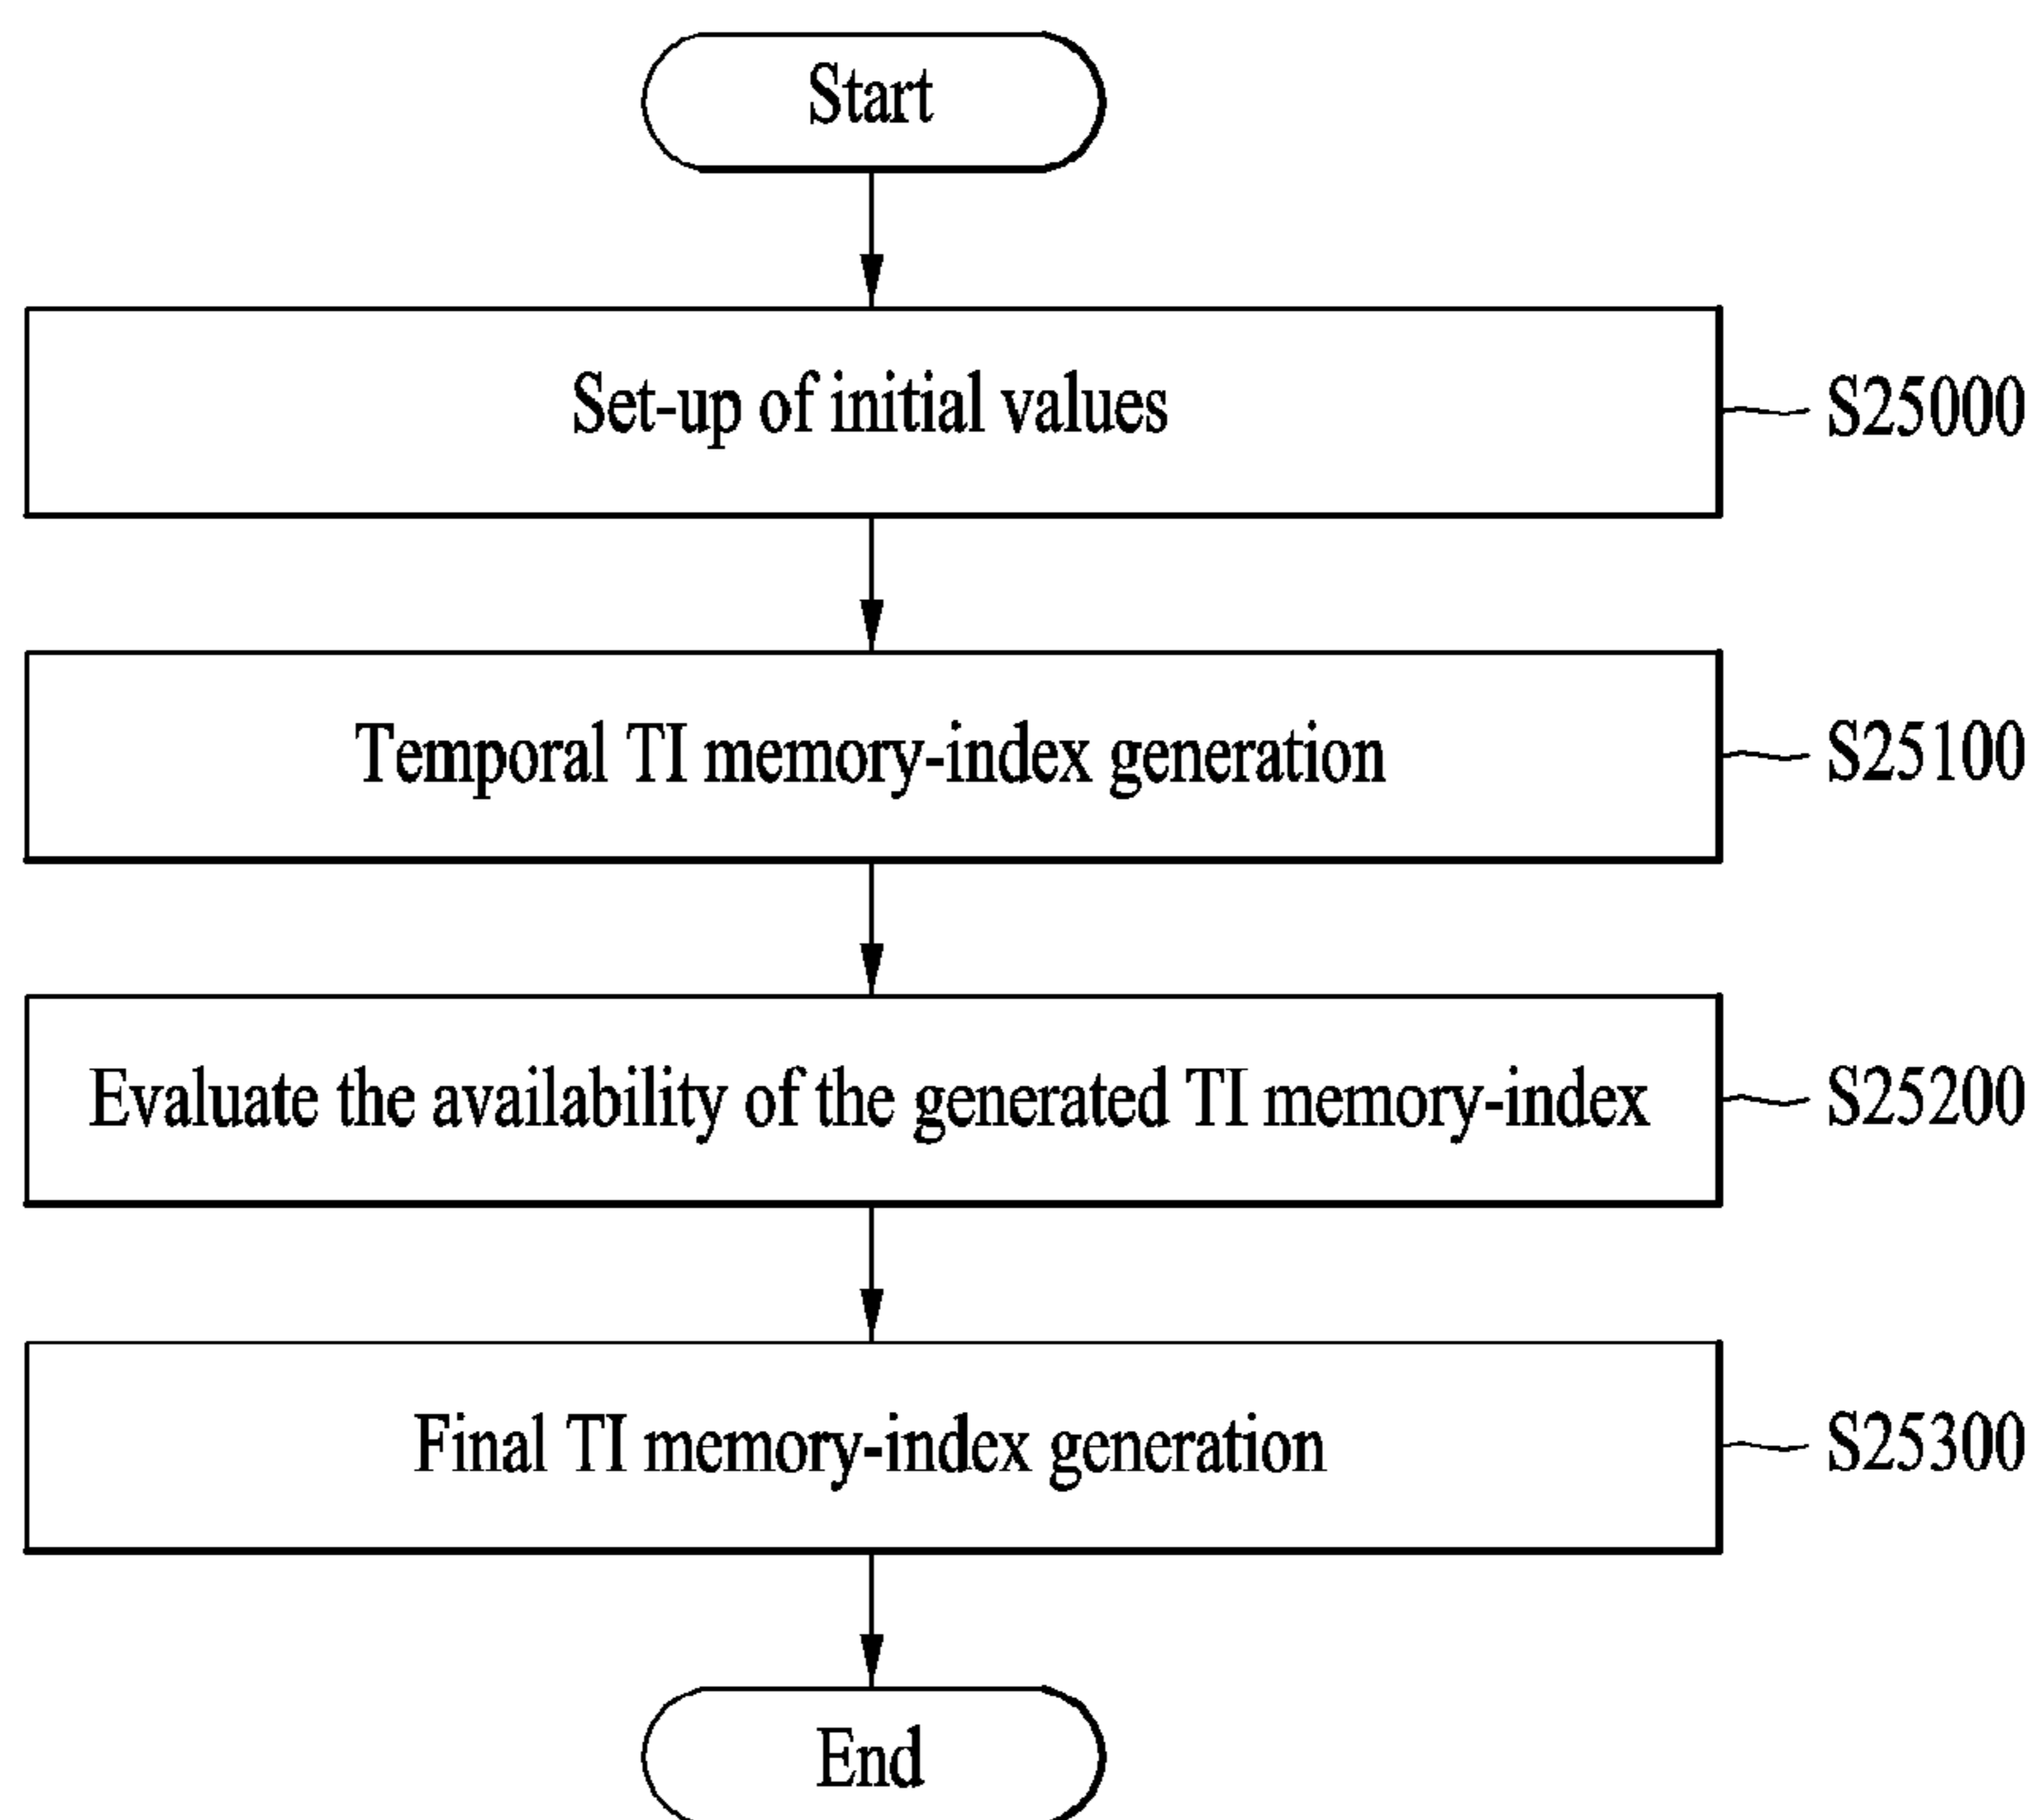 Start
Set-up of initial values
S25000
Temporal TI memory-index generation
S25100
Evaluate the availability of the generated TI memory-index
S25200
Final TI memory-index generation
S25300
End